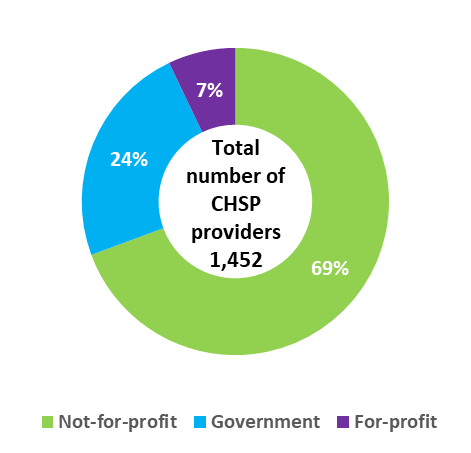 7%
24%
Total
number of
CHSP
providers
1,452
69%
Not-for-profit Government For-profit